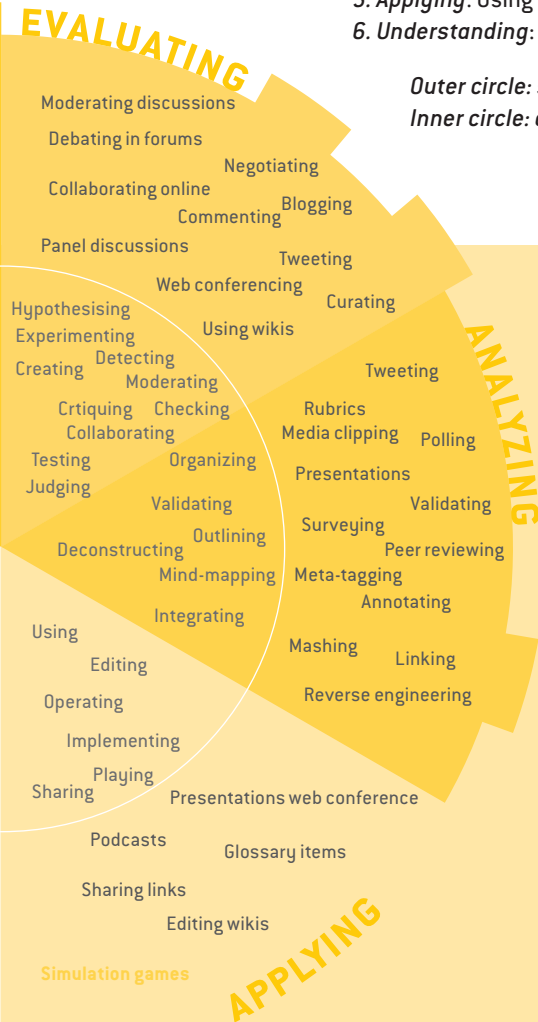 5. Applying: Using
6. Understanding:
Outer circle:
Inner circle:
EVALUATING
Moderating discussions
Debating in forums
Negotiating
Collaborating online
Blogging
Commenting
Panel discussions
Tweeting
Web conferencing
Curating
Using wikis
Hypothesising
Experimenting
Detecting
Creating
Moderating
Crtiquing
Checking
Collaborating
Testing
Organizing
Judging
Validating
Outlining
Deconstructing
Mind-mapping
Integrating
ANALYZING
Tweeting
Rubrics
Media clipping
Polling
Presentations
Validating
Surveying
Peer reviewing
Meta-tagging
Annotating
Mashing
Linking
Reverse engineering
Using
Editing
Operating
Implementing
Playing
Sharing
Presentations web conference
Podcasts
Glossary items
Sharing links
Editing wikis
Simulation games
APPLYING